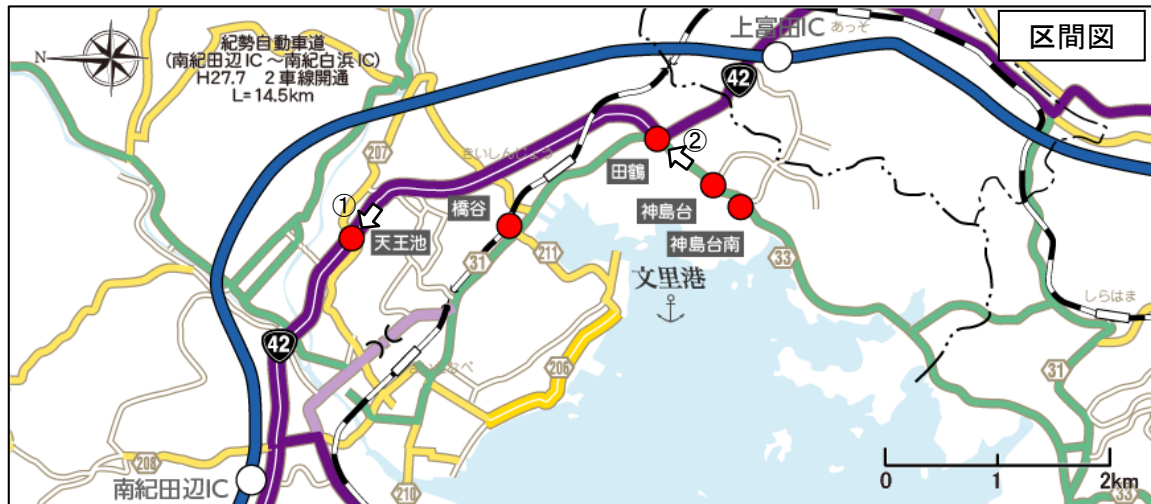 区間図
上富田IC
あっそ
N
紀勢自動車道
(南紀田辺IC～南紀白浜IC)
H27.7 2車線開通
L=14.5km
42
207
きいしんじょう
②
田鶴
①
橋谷
神島台
天王池
神島台南
211
31
33
文里港
しらはま
42
206
31
208
南紀田辺IC
210
0 1 2km
33